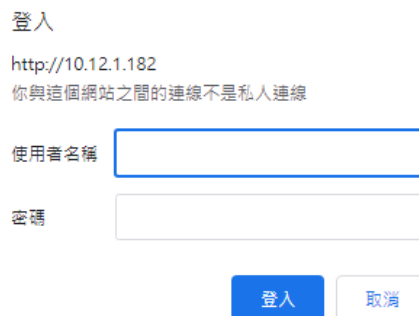 登入
http://10.12.1.182
你與這個網站之間的連線不是私人連線
使用者名稱
密碼
登入 取消